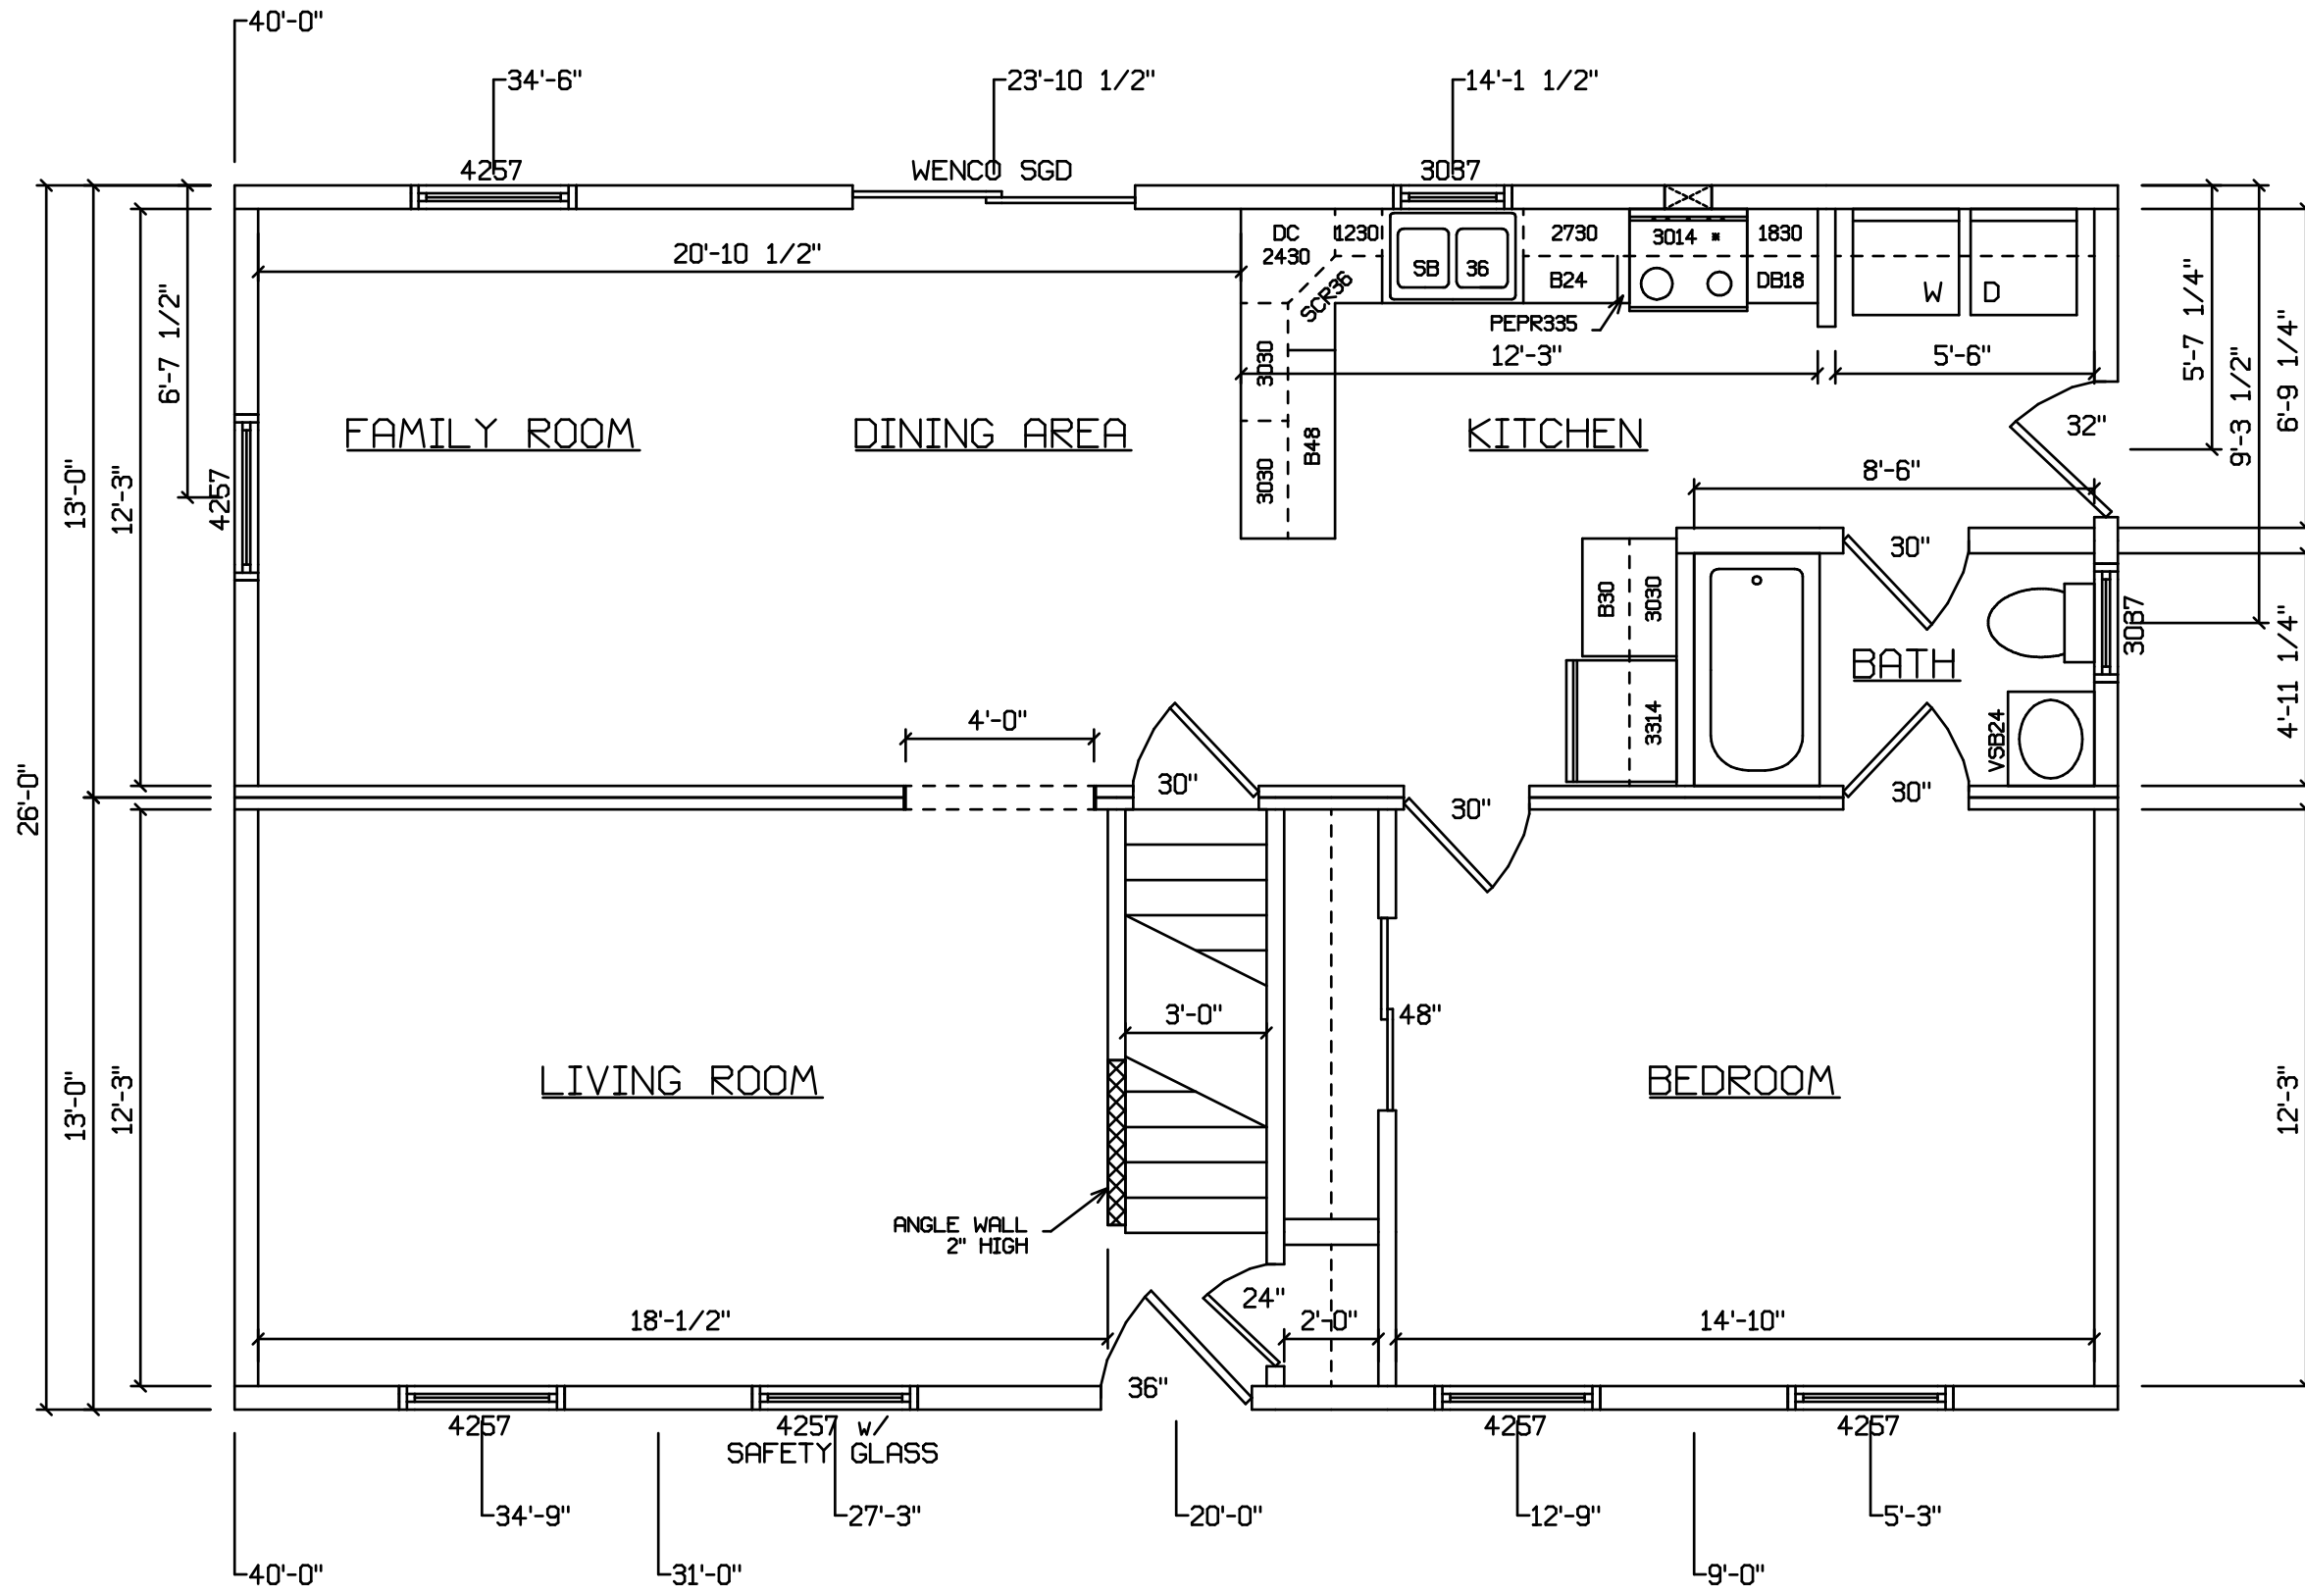 40'-0"
34'-6"
23'-10 1/2"
14'-1 1/2"
4257
WENCO SGD
3037
DC
2430
1230
2730
3014 *
1830
20'-10 1/2"
SB 36
B24
DB18
SCR36
W D
PEPR335
12'-3"
5'-6"
6'-7 1/2"
5'-7 1/4"
9'-3 1/2"
6'-9 1/4"
3030
FAMILY ROOM
DINING AREA
KITCHEN
32"
B48
3030
8'-6"
4257
13'-0"
12'-3"
30"
B30
3030
3037
BATH
4'-11 1/4"
3314
VSB24
4'-0"
30"
30"
30"
26'-0"
3'-0"
48"
LIVING ROOM
BEDROOM
13'-0"
12'-3"
12'-3"
ANGLE WALL
2" HIGH
24"
18'-1/2"
2'-0"
14'-10"
36"
4257
4257 w/
SAFETY GLASS
4257
4257
34'-9"
27'-3"
20'-0"
12'-9"
5'-3"
40'-0"
31'-0"
9'-0"